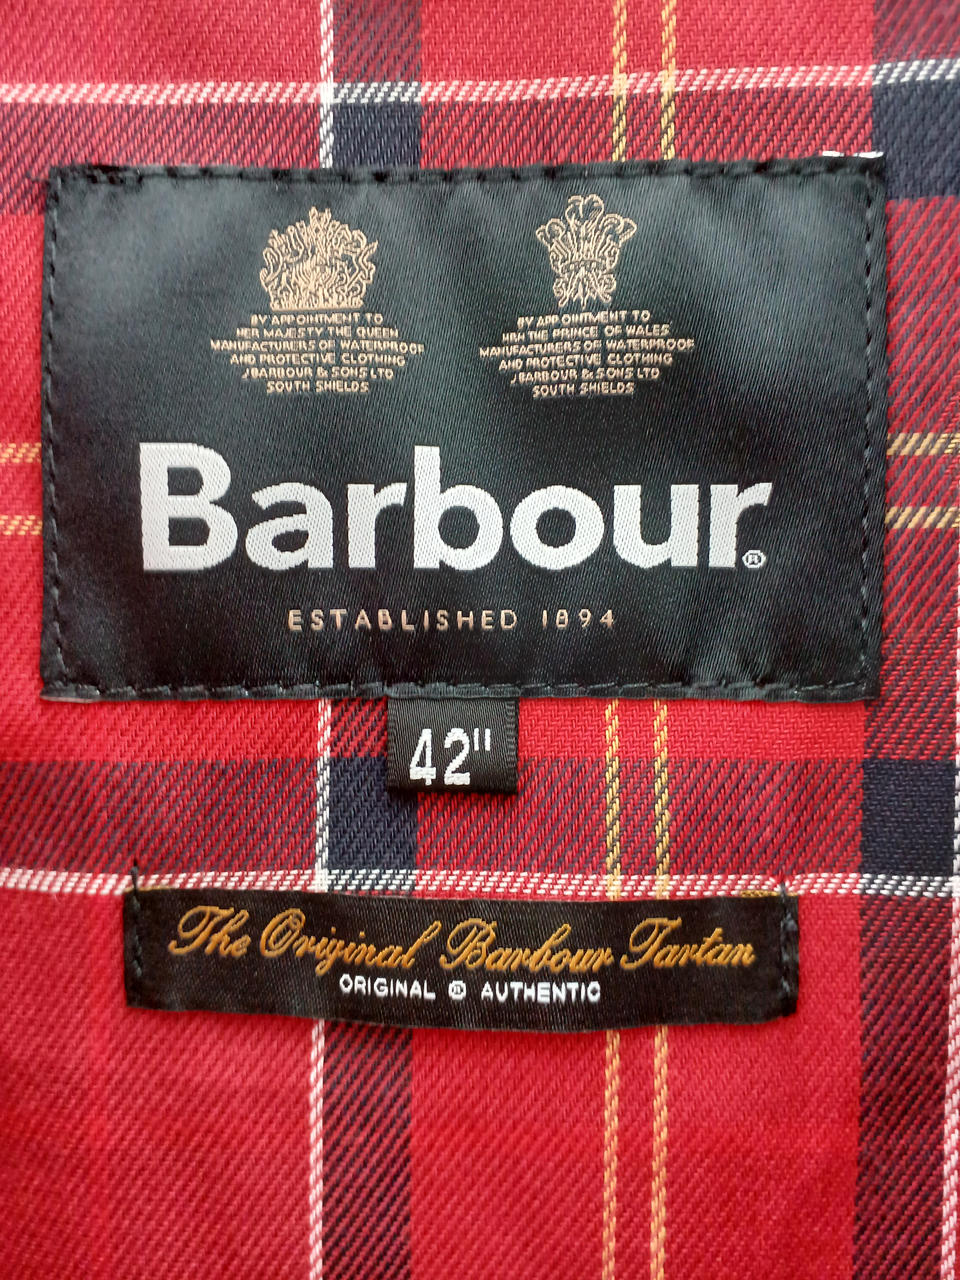 BY APPOINTMENT TO
HER MAJESTY THE QUEEN
MANUFACTURERS OF WATERPROOF
AND PROTECTIVE CLOTHING
J BARBOUR & SONS LTD
SOUTH SHIELDS
BY APPOINTMENT TO
HRH THE PRINCE OF WALES
MANUFACTURERS OF WATERPROOF
AND PROTECTIVE CLOTHING
J BARBOUR & SONS LTD
SOUTH SHIELDS
Barbour®
ESTABLISHED 1894
42"
The Original Barbour Tartan
ORIGINAL ® AUTHENTIC